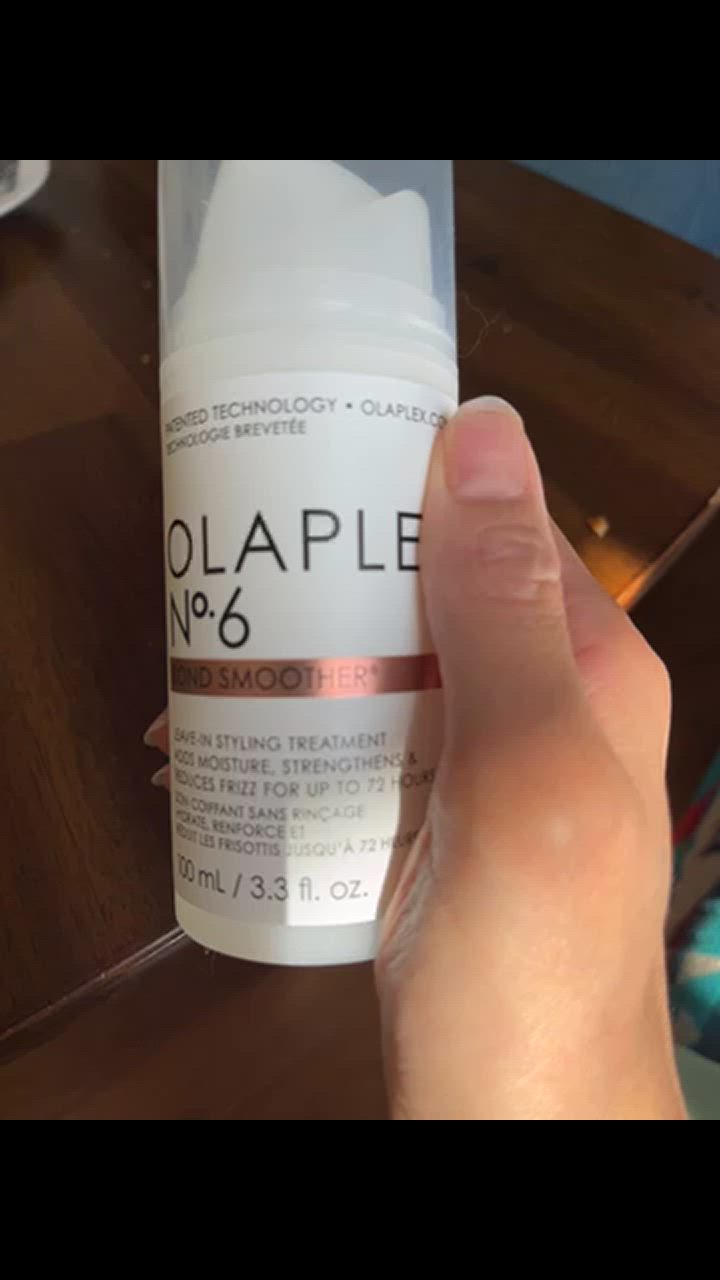 PATENTED TECHNOLOGY • OLAPLEX.CO
TECHNOLOGIE BREVETÉE
OLAPLE
Nº.6
BOND SMOOTHER®
LEAVE-IN STYLING TREATMENT
ADDS MOISTURE, STRENGTHENS &
REDUCES FRIZZ FOR UP TO 72 HOURS
SOIN COIFFANT SANS RINÇAGE
HYDRATE, RENFORCE ET
RÉDUIT LES FRISOTTIS JUSQU'À 72 HEURES
100 mL / 3.3 fl. oz.